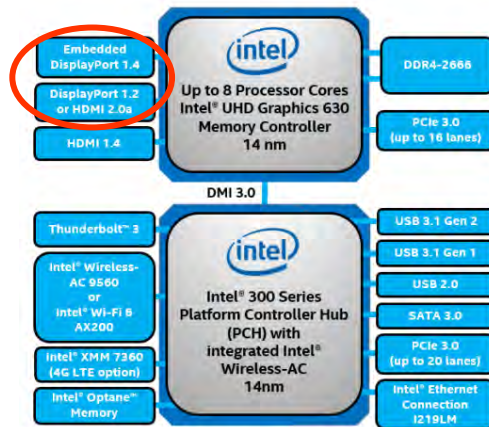 Embedded
DisplayPort 1.4
DisplayPort 1.2
or HDMI 2.0a
HDMI 1.4
intel®
Up to 8 Processor Cores
Intel® UHD Graphics 630
Memory Controller
14 nm
DDR4-2666
PCIe 3.0
(up to 16 lanes)
DMI 3.0
Thunderbolt™ 3
Intel® Wireless-
AC 9560
or
Intel® Wi-Fi 6
AX200
Intel® XMM 7360
(4G LTE option)
Intel® Optane™
Memory
intel®
Intel® 300 Series
Platform Controller Hub
(PCH) with
integrated Intel®
Wireless-AC
14nm
USB 3.1 Gen 2
USB 3.1 Gen 1
USB 2.0
SATA 3.0
PCIe 3.0
(up to 20 lanes)
Intel® Ethernet
Connection
I219LM